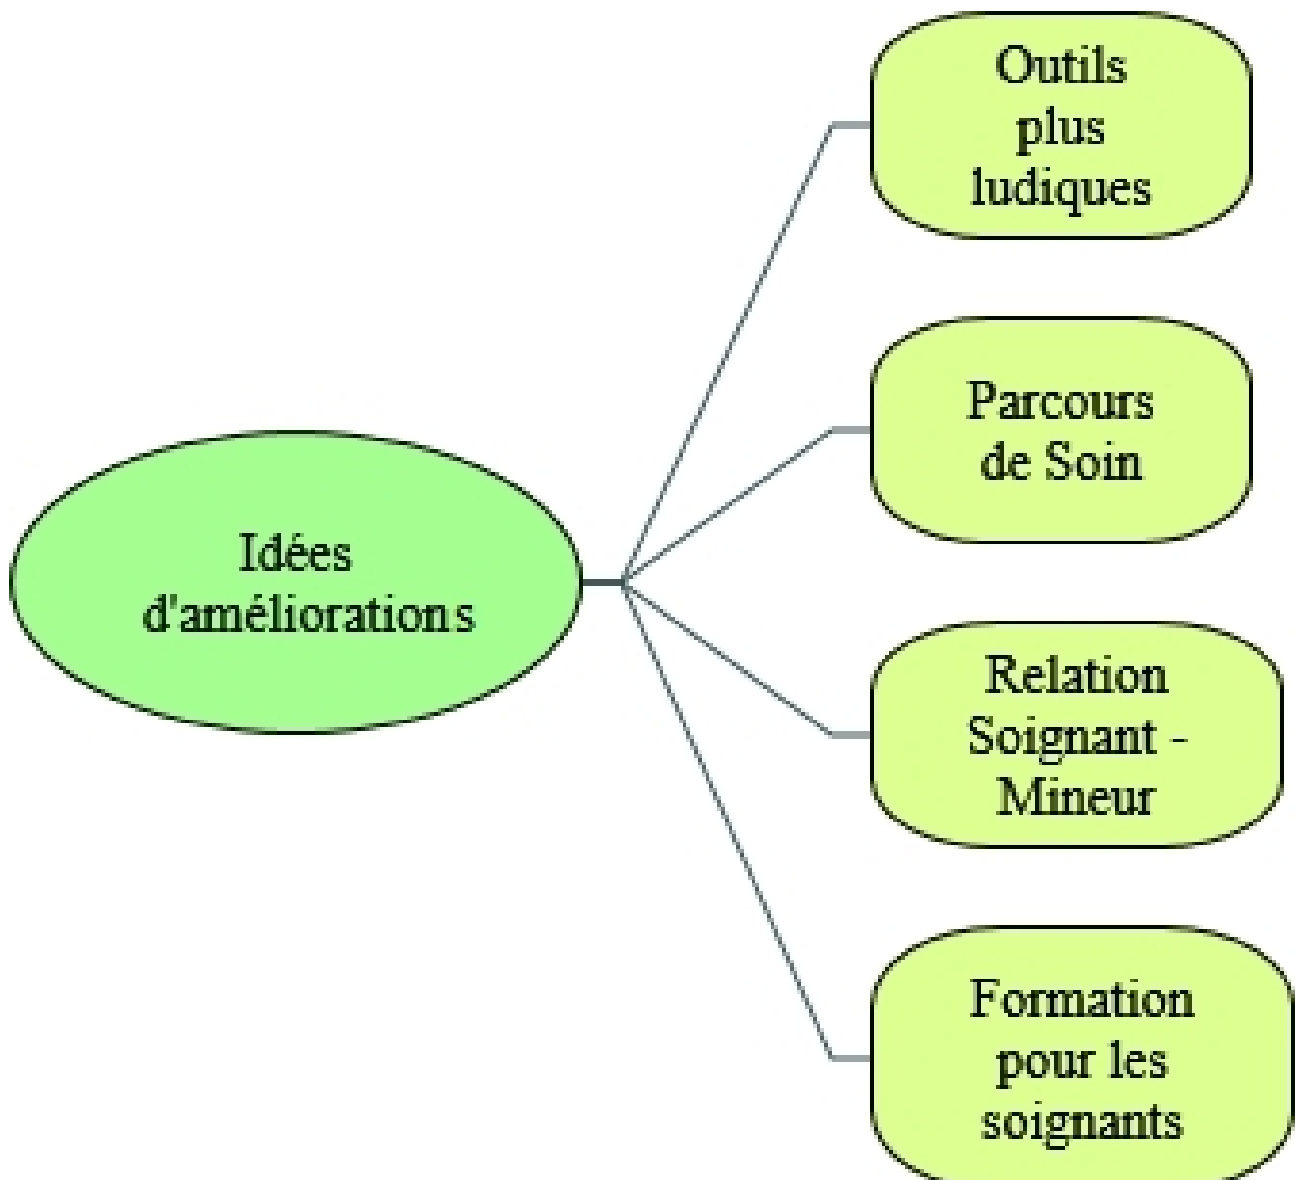 Outils
plus
ludiques
Parcours
de Soin
Idées
d'améliorations
Relation
Soignant -
Mineur
Formation
pour les
soignants